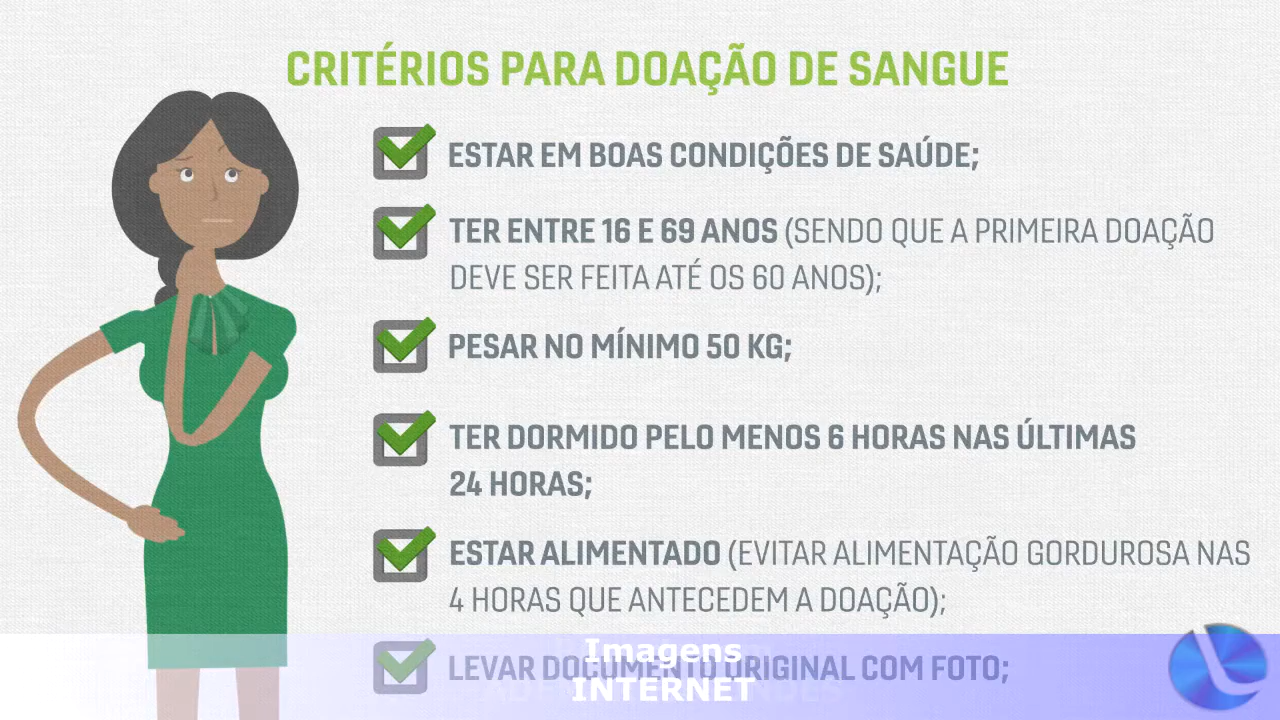 CRITÉRIOS PARA DOAÇÃO DE SANGUE
ESTAR EM BOAS CONDIÇÕES DE SAÚDE;
TER ENTRE 16 E 69 ANOS (SENDO QUE A PRIMEIRA DOAÇÃO
DEVE SER FEITA ATÉ OS 60 ANOS);
PESAR NO MÍNIMO 50 KG;
TER DORMIDO PELO MENOS 6 HORAS NAS ÚLTIMAS
24 HORAS;
ESTAR ALIMENTADO (EVITAR ALIMENTAÇÃO GORDUROSA NAS
4 HORAS QUE ANTECEDEM A DOAÇÃO);
LEVAR DOCUMENTO ORIGINAL COM FOTO;
Imagens
INTERNET